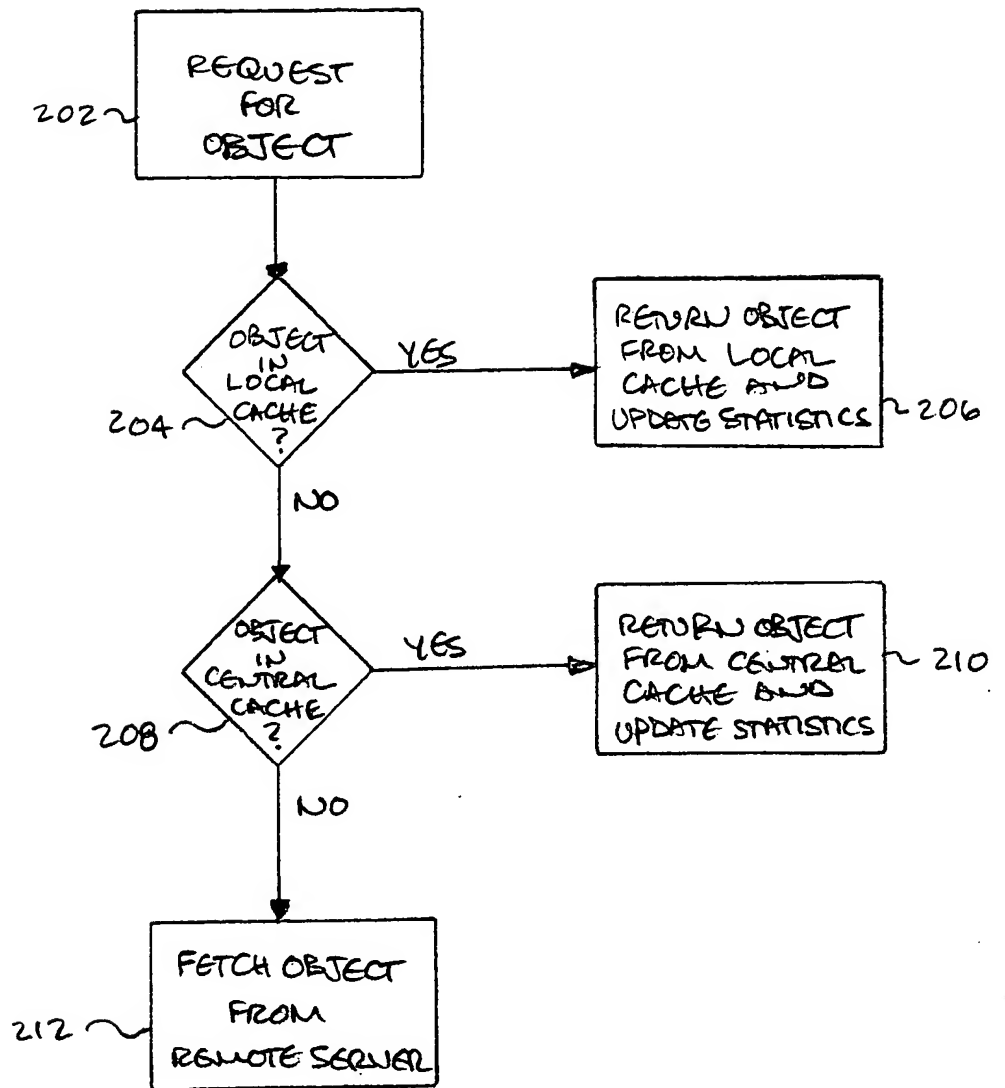 REQUEST
FOR
OBJECT
202
OBJECT
IN
LOCAL
CACHE
?
204
YES
RETURN OBJECT
FROM LOCAL
CACHE AND
UPDATE STATISTICS
206
NO
OBJECT
IN
CENTRAL
CACHE
?
208
YES
RETURN OBJECT
FROM CENTRAL
CACHE AND
UPDATE STATISTICS
210
NO
FETCH OBJECT
FROM
REMOTE SERVER
212